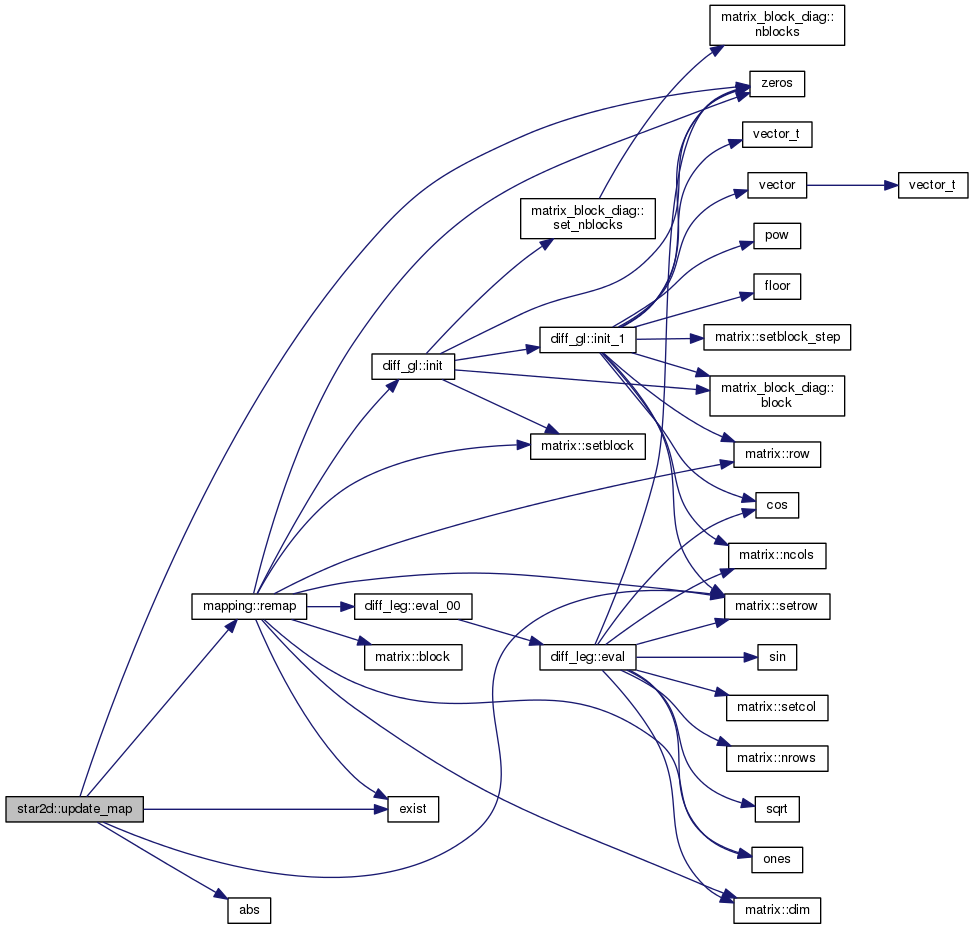 matrix_block_diag::
nblocks
zeros
vector_t
vector
vector_t
matrix_block_diag::
set_nblocks
pow
floor
diff_gl::init_1
matrix::setblock_step
diff_gl::init
matrix_block_diag::
block
matrix::setblock
matrix::row
cos
matrix::ncols
mapping::remap
diff_leg::eval_00
matrix::setrow
matrix::block
diff_leg::eval
sin
matrix::setcol
matrix::nrows
star2d::update_map
exist
sqrt
ones
abs
matrix::dim